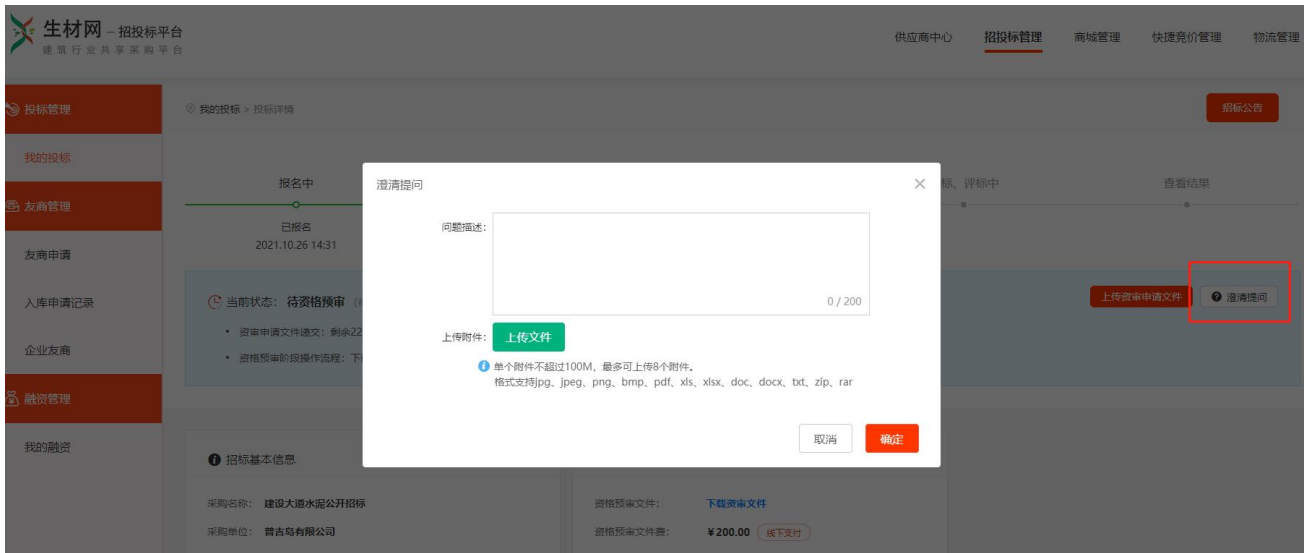 生材网 – 招投标平台
建筑行业共享采购平台
供应商中心 招投标管理 商城管理 快捷竞价管理 物流管理
投标管理
我的投标 > 投标详情
招标公告
我的投标
报名中
标、评标中
查看结果
友商管理
已报名
2021.10.26 14:31
友商申请
入库申请记录
企业友商
融资管理
我的融资
当前状态: 待资格预审
上传资审申请文件
澄清提问
• 资审申请文件递交: 剩余22
• 资格预审阶段操作流程: 下
澄清提问
问题描述:
0 / 200
上传附件: 上传文件
单个附件不超过100M, 最多可上传8个附件。
格式支持jpg、jpeg、png、bmp、pdf、xls、xlsx、doc、docx、txt、zip、rar
取消 确定
招标基本信息
采购名称: 建设大道水泥公开招标
资格预审文件: 下载资审文件
采购单位: 普吉岛有限公司
资格预审文件费: ¥200.00 线下支付